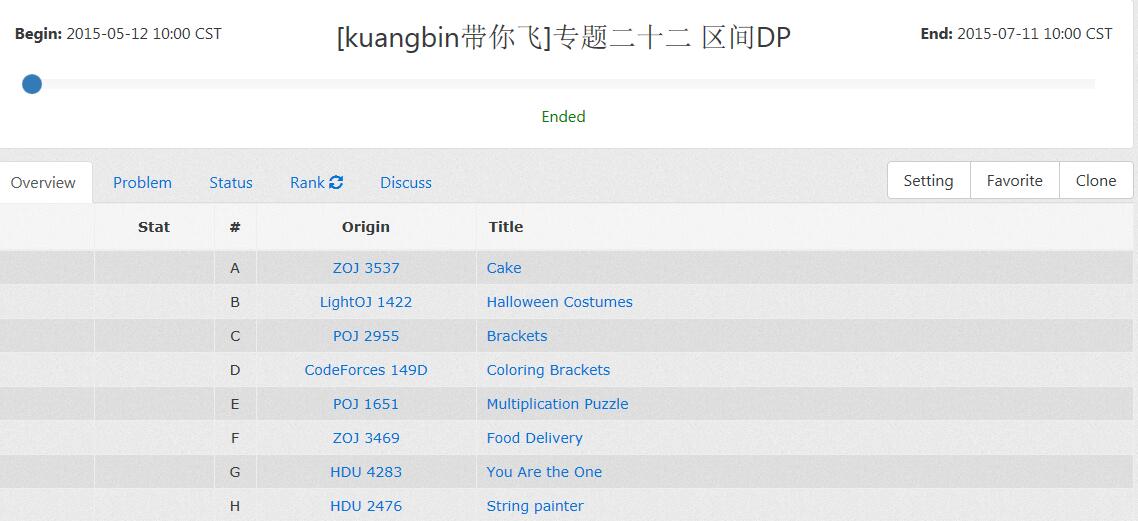 Begin: 2015-05-12 10:00 CST [kuangbin带你飞]专题二十二 区间DP End: 2015-07-11 10:00 CST
Ended
Overview Problem Status Rank Discuss Setting Favorite Clone
Stat # Origin Title
A ZOJ 3537 Cake
B LightOJ 1422 Halloween Costumes
C POJ 2955 Brackets
D CodeForces 149D Coloring Brackets
E POJ 1651 Multiplication Puzzle
F ZOJ 3469 Food Delivery
G HDU 4283 You Are the One
H HDU 2476 String painter